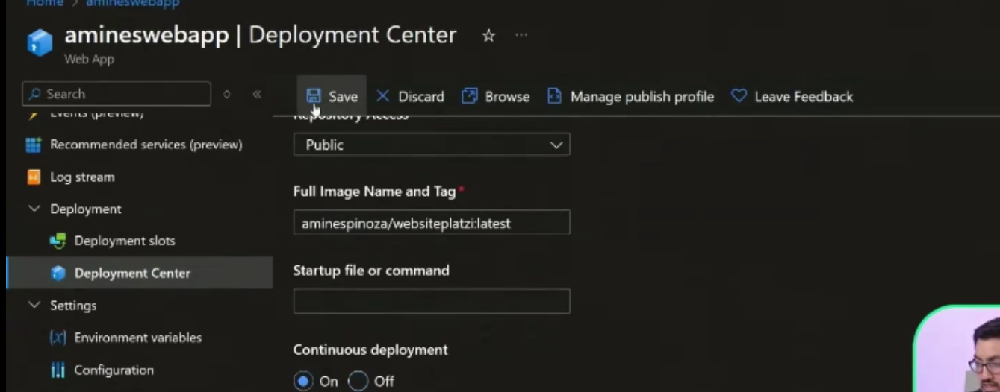 Home > amineswebapp
amineswebapp | Deployment Center
Web App
Search
Save
Discard
Browse
Manage publish profile
Leave Feedback
Events (preview)
Recommended services (preview)
Log stream
Deployment
Deployment slots
Deployment Center
Settings
Environment variables
Configuration
Repository Access
Public
Full Image Name and Tag*
aminespinoza/websiteplatzi:latest
Startup file or command
Continuous deployment
On Off